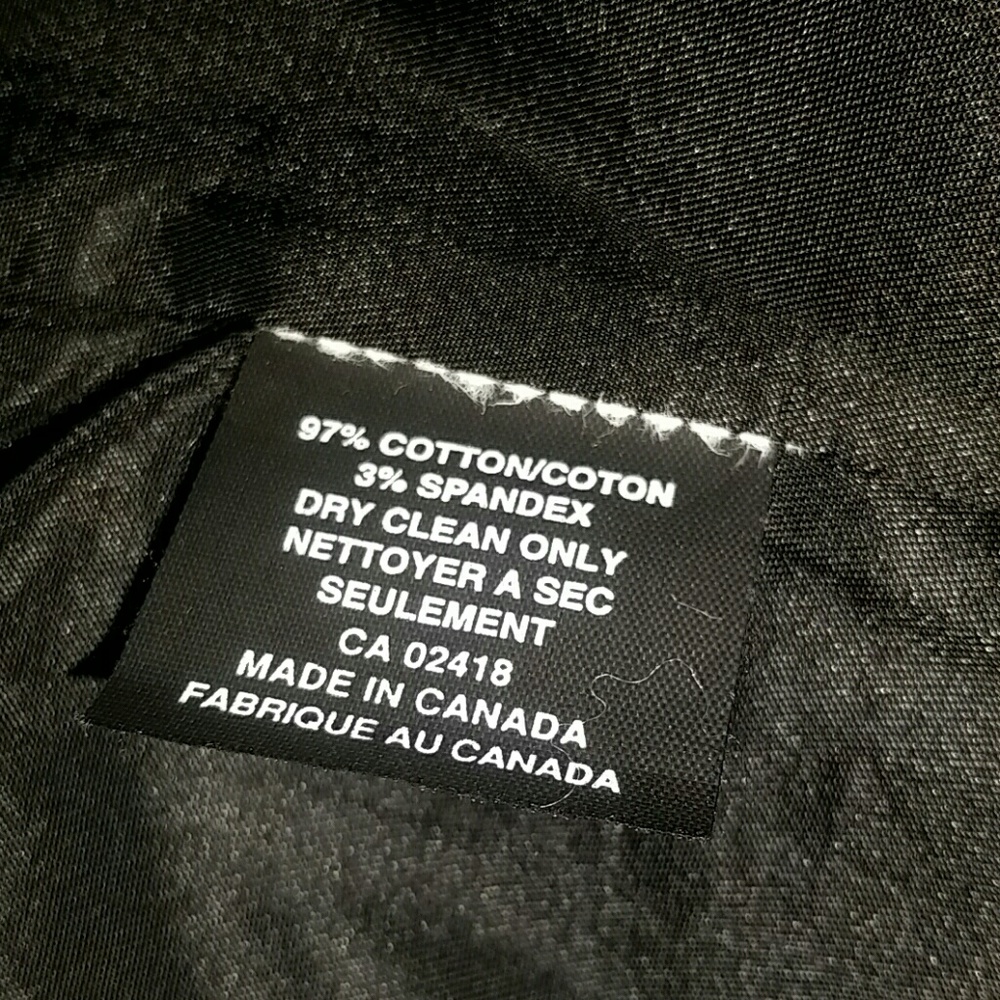 97% COTTON/COTON
3% SPANDEX
DRY CLEAN ONLY
NETTOYER A SEC
SEULEMENT
CA 02418
MADE IN CANADA
FABRIQUE AU CANADA